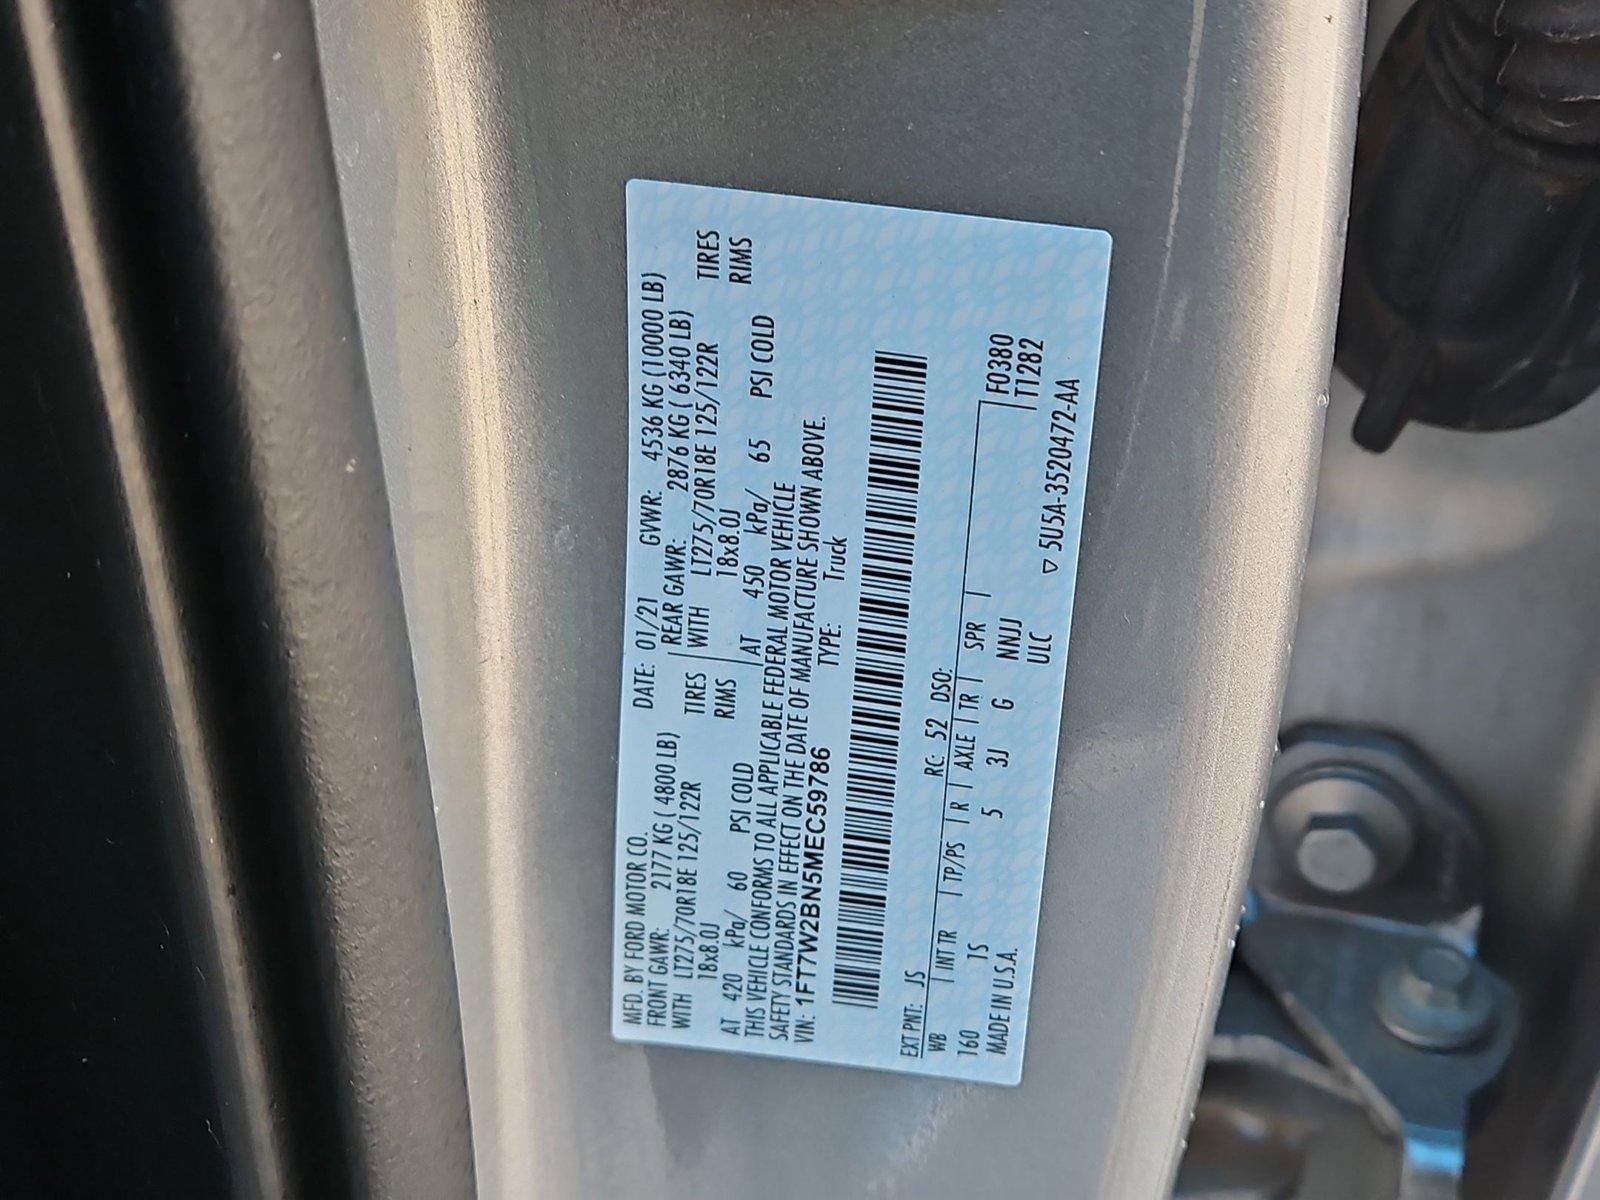 MFD. BY FORD MOTOR CO. DATE: 01/21 GVWR: 4536 KG (10000 LB)
FRONT GAWR: 2177 KG ( 4800 LB) REAR GAWR: 2876 KG ( 6340 LB)
WITH LT275/70R18E 125/122R TIRES WITH LT275/70R18E 125/122R TIRES
18x8.0J RIMS 18x8.0J RIMS
AT 420 kPa/ 60 PSI COLD AT 450 kPa/ 65 PSI COLD
THIS VEHICLE CONFORMS TO ALL APPLICABLE FEDERAL MOTOR VEHICLE
SAFETY STANDARDS IN EFFECT ON THE DATE OF MANUFACTURE SHOWN ABOVE.
VIN: 1FT7W2BN5MEC59786 TYPE: Truck
EXT PNT: JS RC: 52 DSO:
WB INT TR TP/PS R AXLE TR SPR F0380
160 1S 5 3J G NNJJ T1282
MADE IN U.S.A. ULC
▽ 5U5A-3520472-AA